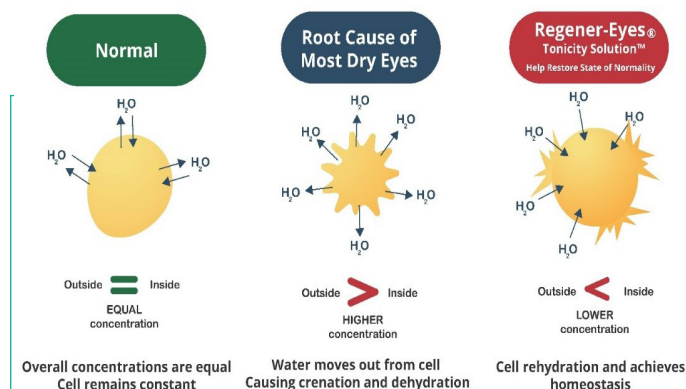 Normal
H2O
H2O
H2O
Outside = Inside
EQUAL
concentration
Overall concentrations are equal
Cell remains constant
Root Cause of
Most Dry Eyes
H2O
H2O
H2O
H2O
H2O
H2O
Outside > Inside
HIGHER
concentration
Water moves out from cell
Causing crenation and dehydration
Regener-Eyes®
Tonicity Solution™
Help Restore State of Normality
H2O
H2O
H2O
H2O
H2O
Outside < Inside
LOWER
concentration
Cell rehydration and achieves
homeostasis